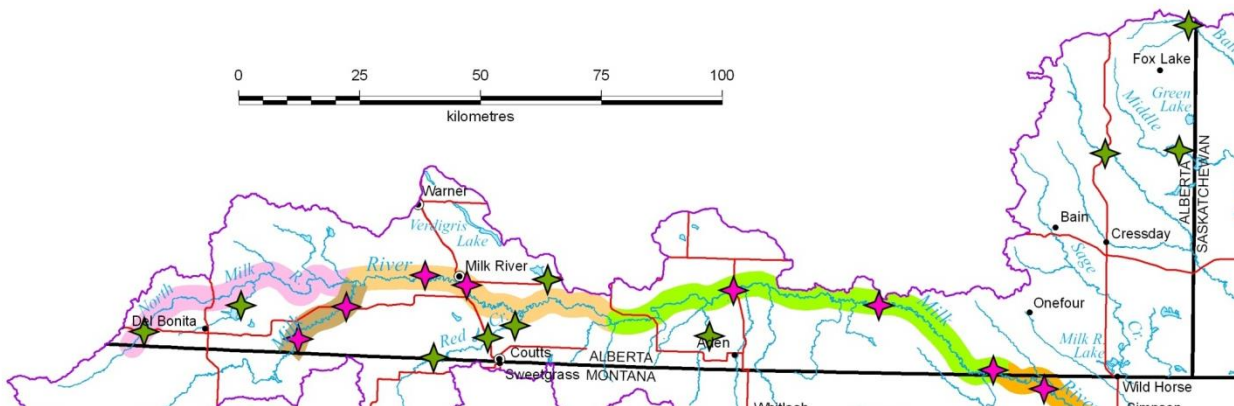 Fox Lake
0 25 50 75 100
kilometres
Green
Lake
Middle
ALBERTA
SASKATCHEWAN
Warner
Verdigris
Lake
Bain
Cressday
Sage
Cr.
River
Milk River
Milk
R.
North
Del Bonita
Milk
Onefour
Red
Cr.
Milk R.
Lake
Aden
Coutts
ALBERTA
Sweetgrass
MONTANA
River
Wild Horse